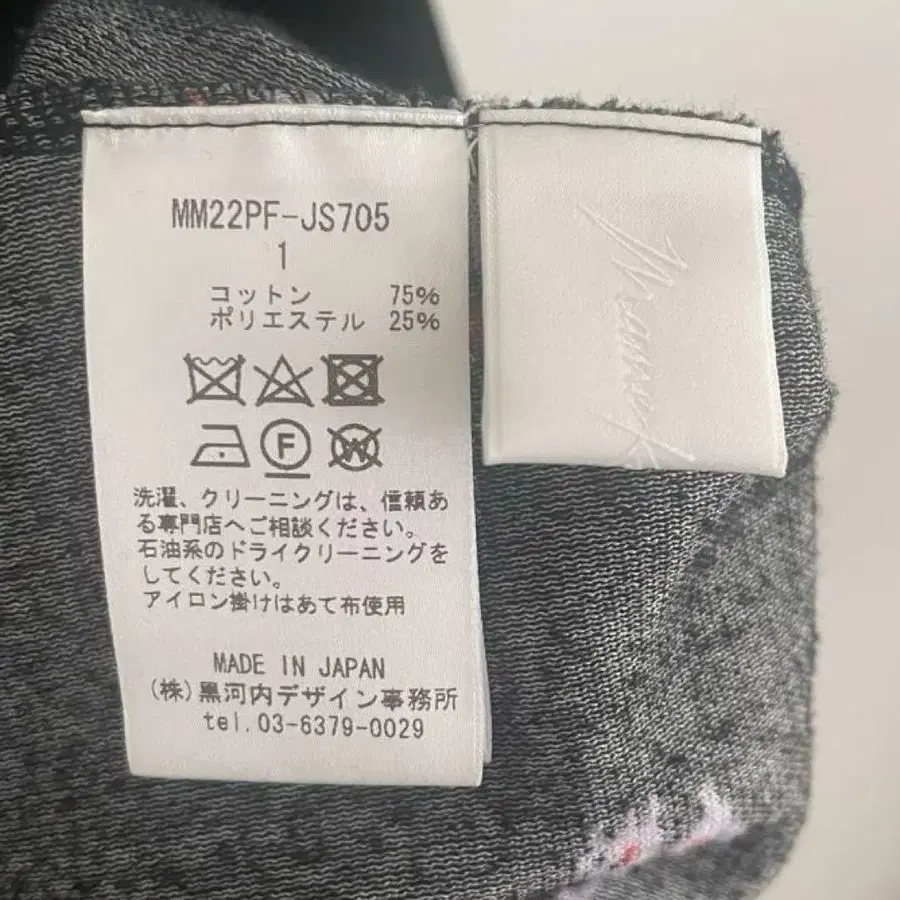 MM22PF-JS705
1
コットン 75%
ポリエステル 25%
F
W
洗濯、クリーニングは、信頼あ
る専門店へご相談ください。
石油系のドライクリーニングを
してください。
アイロン掛けはあて布使用
MADE IN JAPAN
(株)黒河内デザイン事務所
tel.03-6379-0029